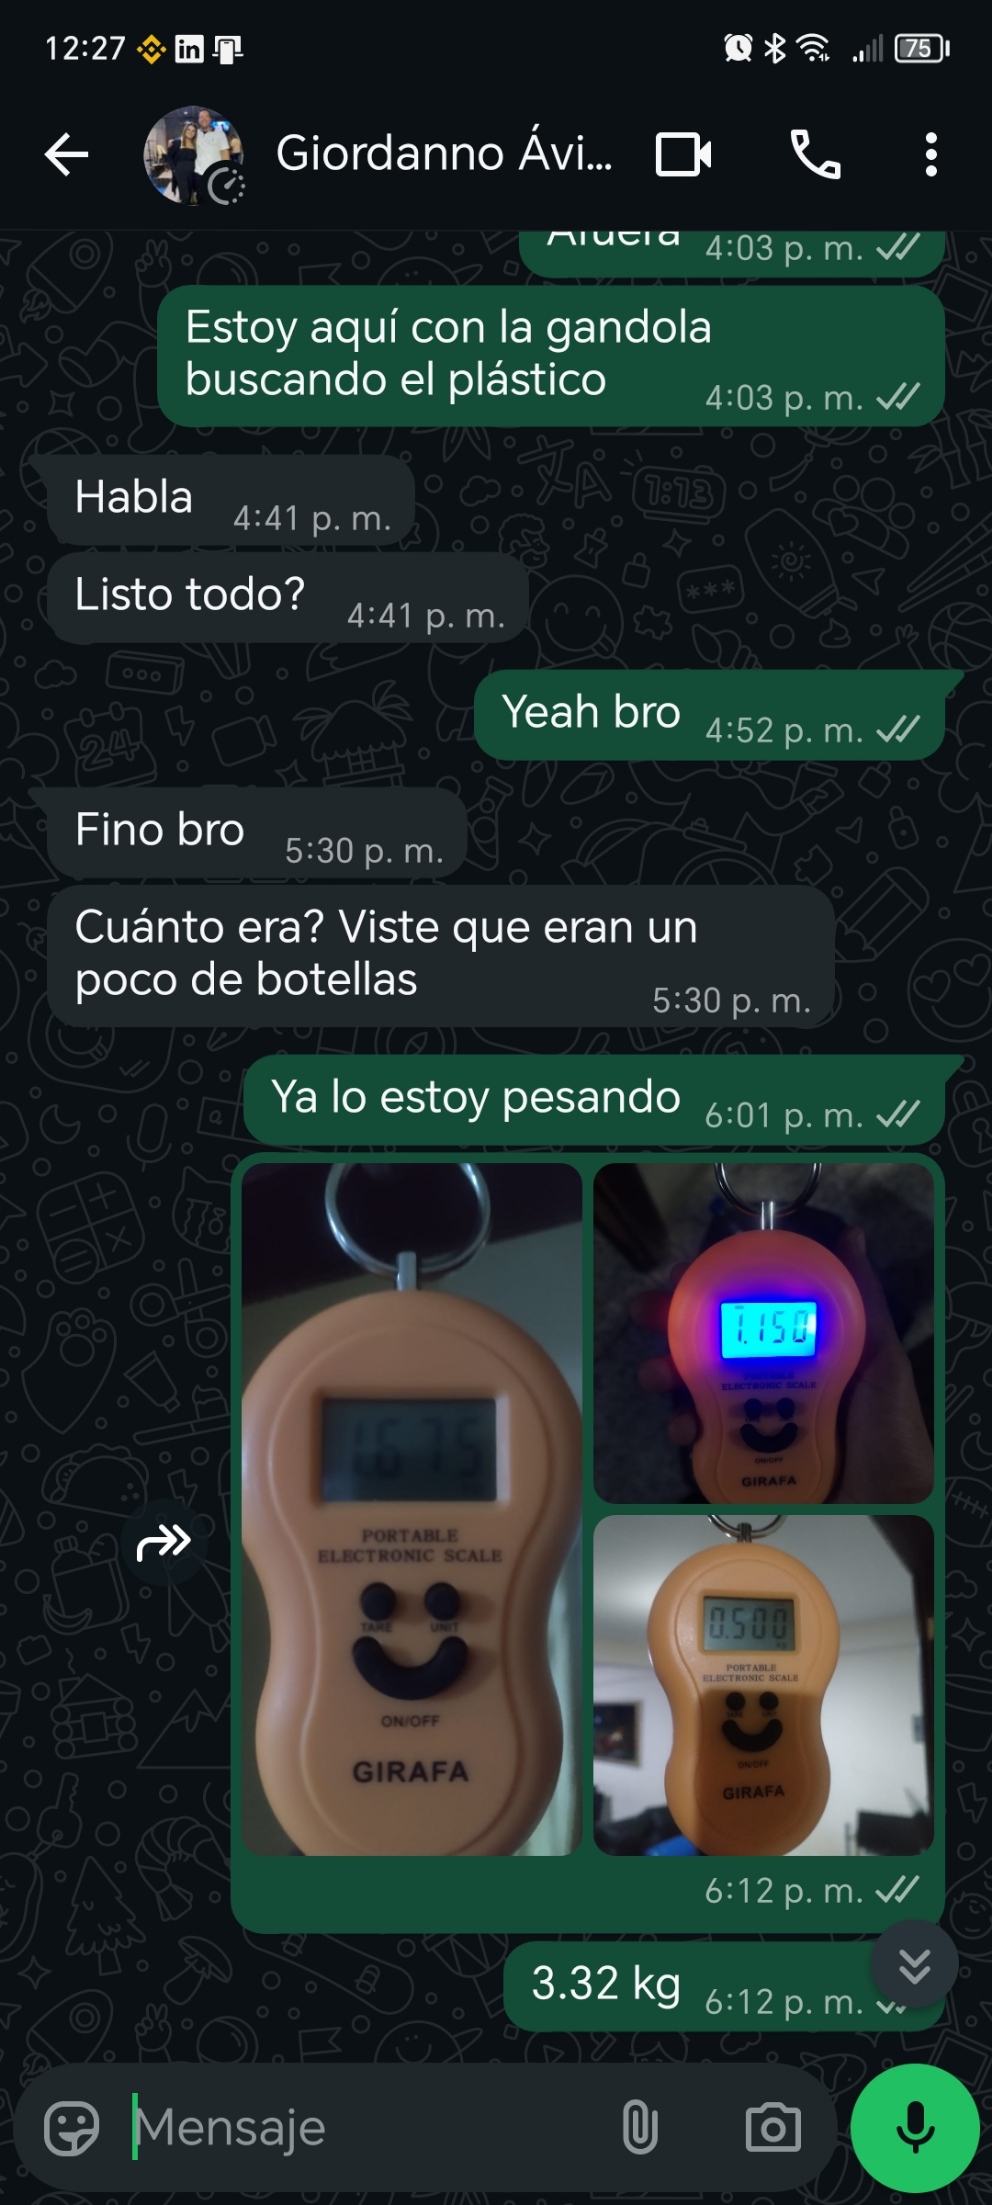 12:27
75
Giordanno Ávi...
Afuera 4:03 p. m.
Estoy aquí con la gandola
buscando el plástico
4:03 p. m.
Habla 4:41 p. m.
Listo todo? 4:41 p. m.
Yeah bro 4:52 p. m.
Fino bro 5:30 p. m.
Cuánto era? Viste que eran un
poco de botellas
5:30 p. m.
Ya lo estoy pesando 6:01 p. m.
1.675
PORTABLE
ELECTRONIC SCALE
TARE UNIT
ON/OFF
GIRAFA
1.150
PORTABLE
ELECTRONIC SCALE
ON/OFF
GIRAFA
0.500
kg
PORTABLE
ELECTRONIC SCALE
TARE UNIT
ON/OFF
GIRAFA
6:12 p. m.
3.32 kg 6:12 p. m.
Mensaje